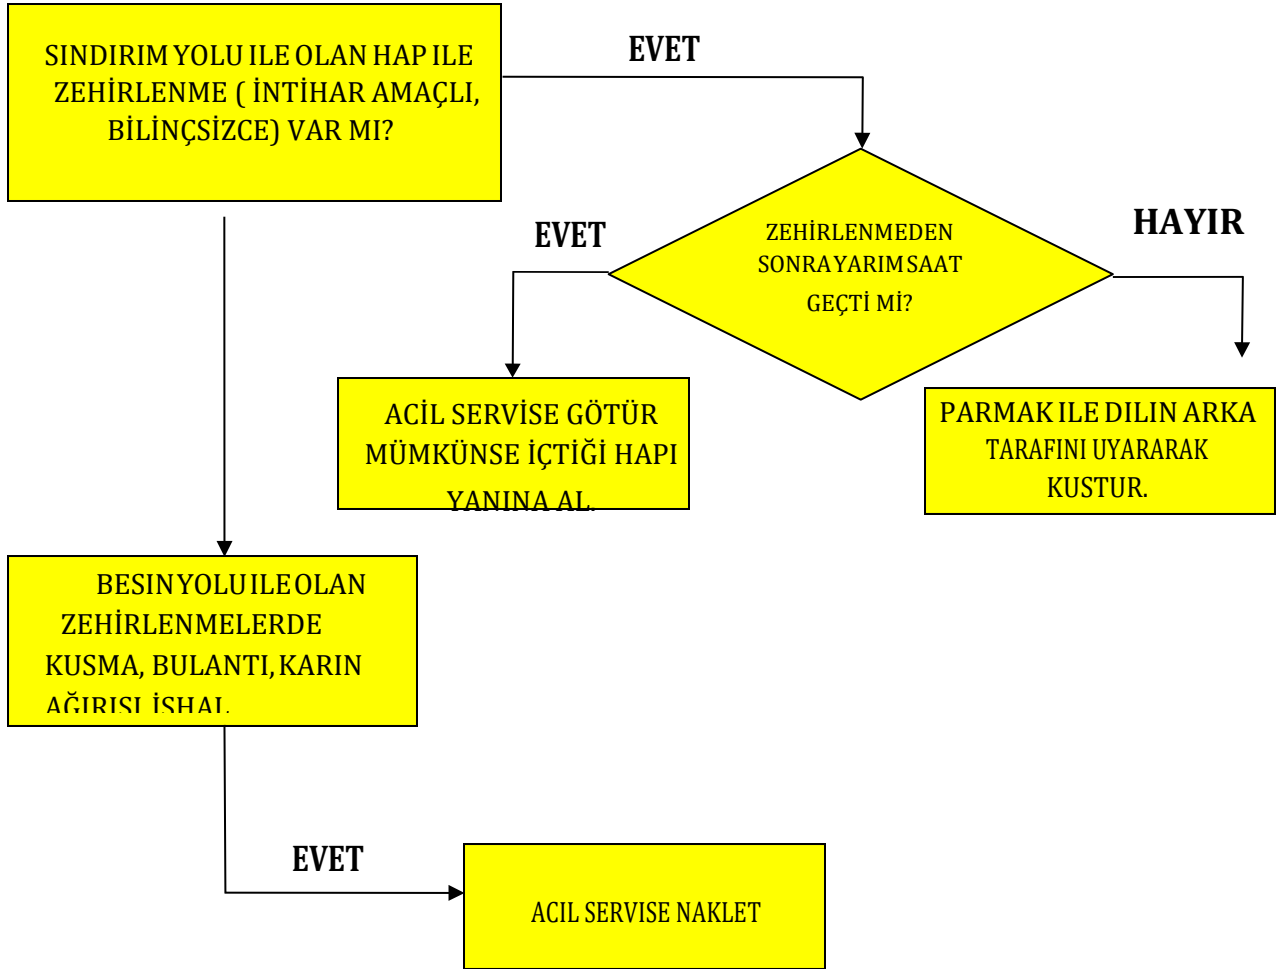 SINDIRIM YOLU ILE OLAN HAP ILE
ZEHİRLENME ( İNTİHAR AMAÇLI,
BİLİNÇSİZCE) VAR MI?
EVET
EVET
ZEHİRLENMEDEN
SONRA YARIM SAAT
GEÇTİ Mİ?
HAYIR
ACİL SERVİSE GÖTÜR
MÜMKÜNSE İÇTİĞİ HAPI
YANINA AL.
PARMAK ILE DILIN ARKA
TARAFINI UYARARAK
KUSTUR.
BESIN YOLU ILE OLAN
ZEHİRLENMELERDE
KUSMA, BULANTI, KARIN
AĞIRISI İSHAL
EVET
ACIL SERVISE NAKLET